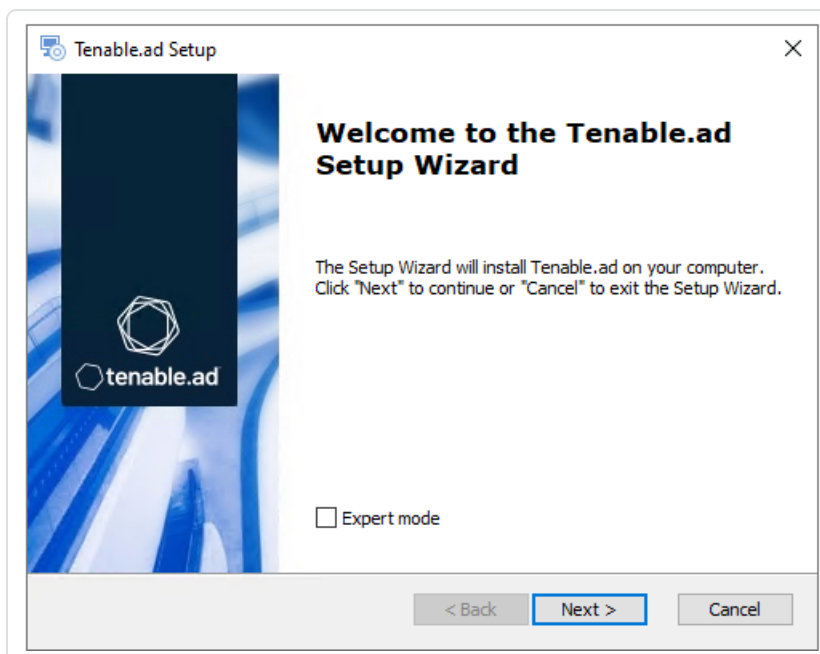 Tenable.ad Setup
Welcome to the Tenable.ad
Setup Wizard
The Setup Wizard will install Tenable.ad on your computer.
Click "Next" to continue or "Cancel" to exit the Setup Wizard.
tenable.ad
Expert mode
< Back Next > Cancel